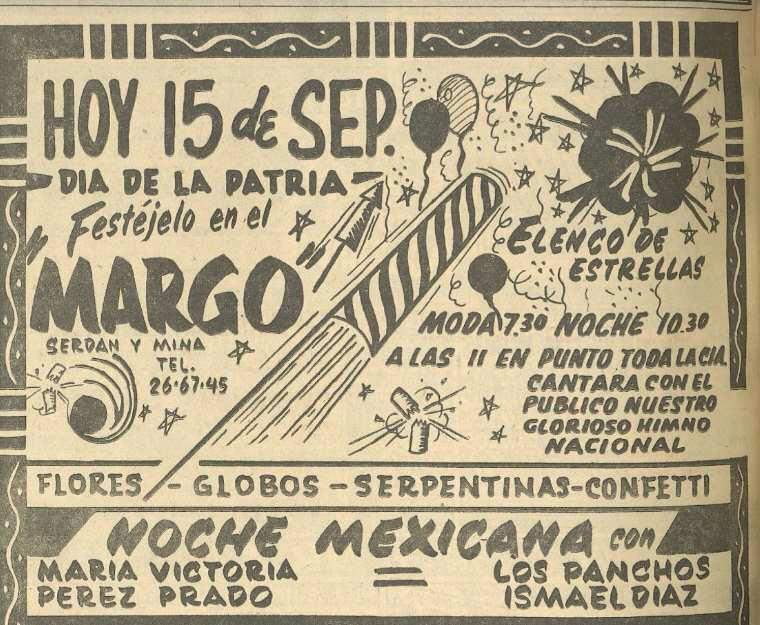 HOY 15 de SEP.
DIA DE LA PATRIA
Festéjelo en el
"MARGO"
SERDAN Y MINA
TEL.
26-67-45
ELENCO DE
ESTRELLAS
MODA 7.30 NOCHE 10.30
A LAS 11 EN PUNTO TODA LA CIA.
CANTARA CON EL
PUBLICO NUESTRO
GLORIOSO HIMNO
NACIONAL
FLORES - GLOBOS - SERPENTINAS - CONFETTI
NOCHE MEXICANA con
MARIA VICTORIA = LOS PANCHOS
PEREZ PRADO ISMAEL DIAZ